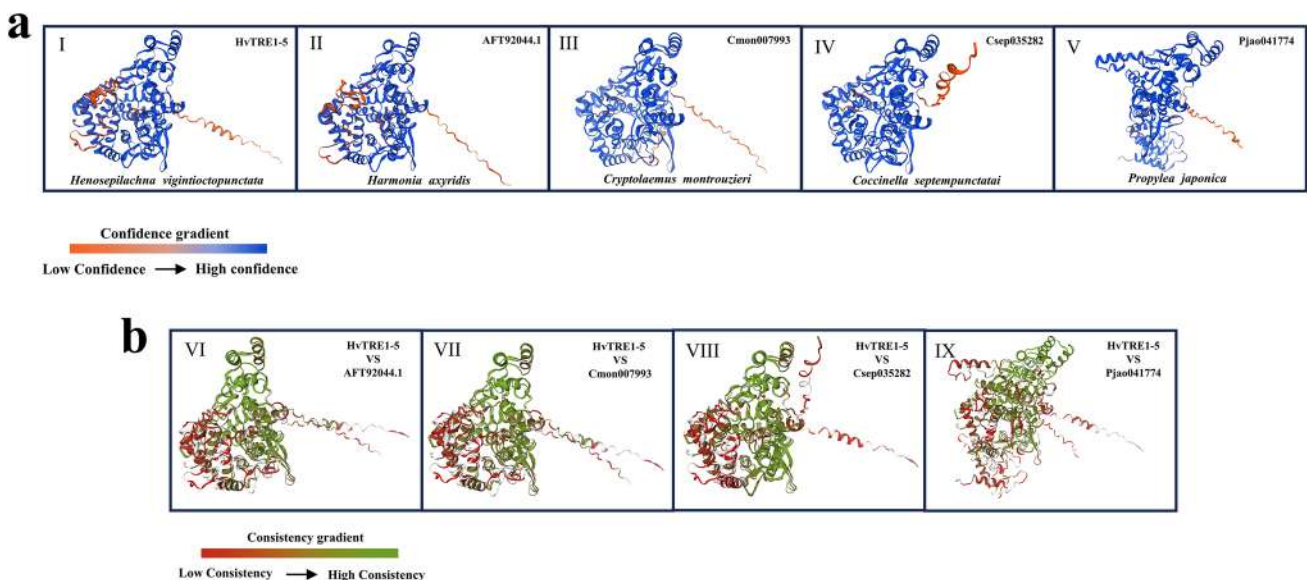 a
I
HvTRE1-5
Henosepilachna vigintioctopunctata
II
AFT92044.1
Harmonia axyridis
III
Cmon007993
Cryptolaemus montrouzieri
IV
Csep035282
Coccinella septempunctatai
V
Pjao041774
Propylea japonica
Confidence gradient
Low Confidence → High confidence
b
VI
HvTRE1-5
VS
AFT92044.1
VII
HvTRE1-5
VS
Cmon007993
VIII
HvTRE1-5
VS
Csep035282
IX
HvTRE1-5
VS
Pjao041774
Consistency gradient
Low Consistency → High Consistency